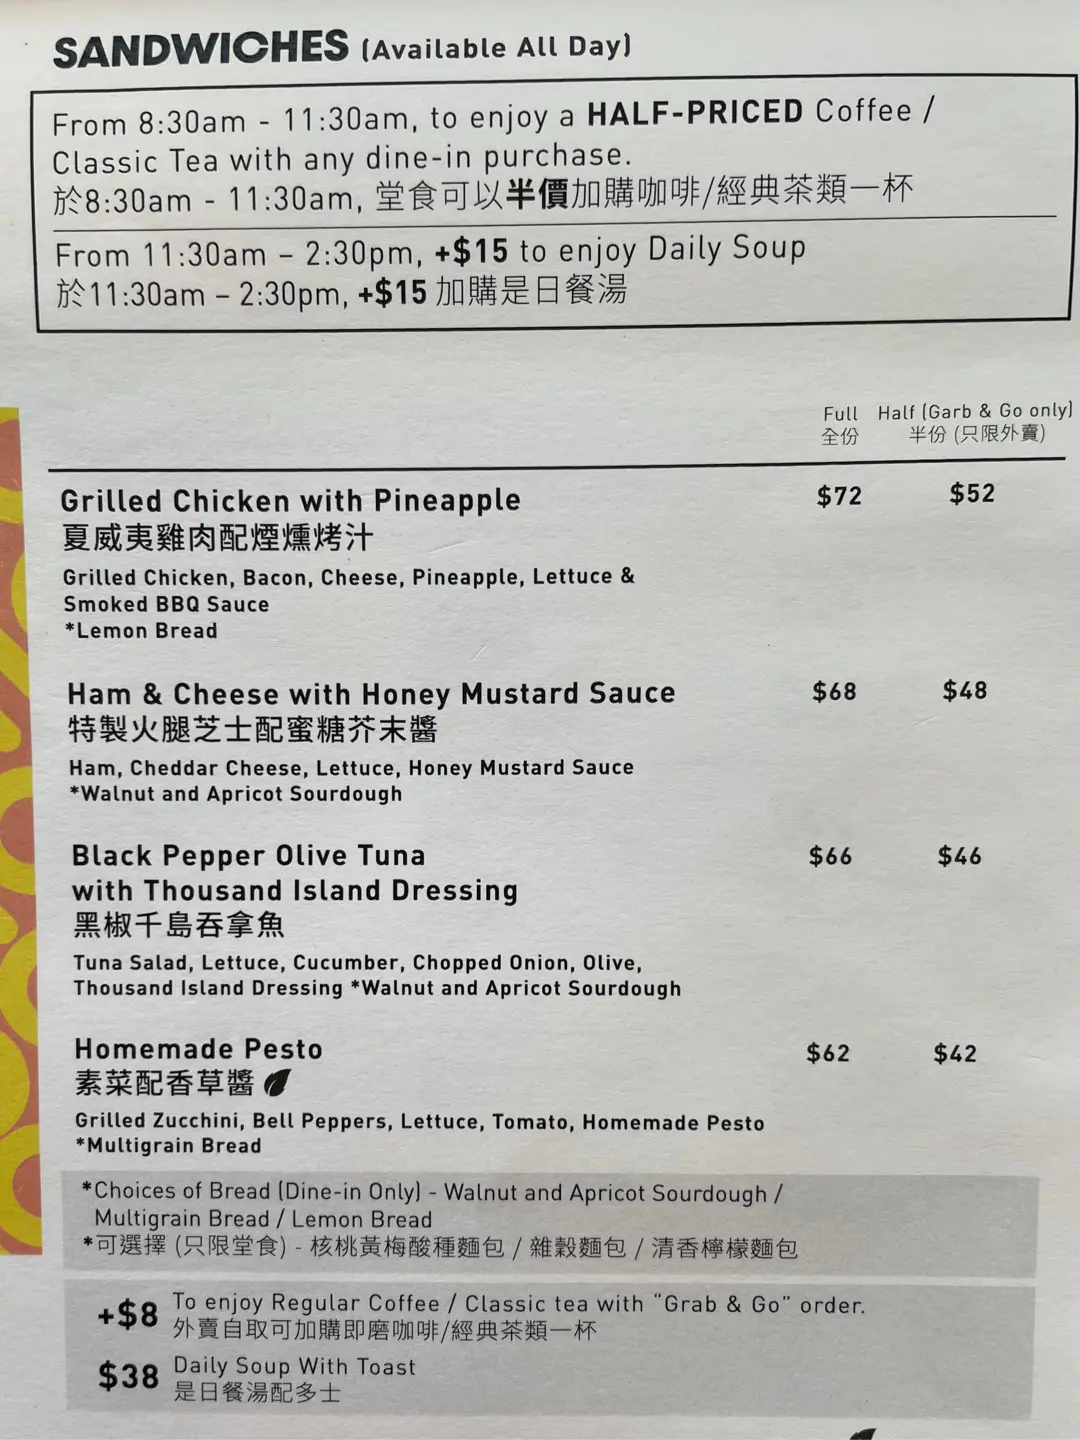 SANDWICHES (Available All Day)
From 8:30am - 11:30am, to enjoy a HALF-PRICED Coffee /
Classic Tea with any dine-in purchase.
於8:30am - 11:30am, 堂食可以半價加購咖啡/經典茶類一杯
From 11:30am – 2:30pm, +$15 to enjoy Daily Soup
於11:30am – 2:30pm, +$15 加購是日餐湯
Full Half (Garb & Go only)
全份 半份 (只限外賣)
Grilled Chicken with Pineapple $72 $52
夏威夷雞肉配煙燻烤汁
Grilled Chicken, Bacon, Cheese, Pineapple, Lettuce &
Smoked BBQ Sauce
*Lemon Bread
Ham & Cheese with Honey Mustard Sauce $68 $48
特製火腿芝士配蜜糖芥末醬
Ham, Cheddar Cheese, Lettuce, Honey Mustard Sauce
*Walnut and Apricot Sourdough
Black Pepper Olive Tuna $66 $46
with Thousand Island Dressing
黑椒千島吞拿魚
Tuna Salad, Lettuce, Cucumber, Chopped Onion, Olive,
Thousand Island Dressing *Walnut and Apricot Sourdough
Homemade Pesto $62 $42
素菜配香草醬
Grilled Zucchini, Bell Peppers, Lettuce, Tomato, Homemade Pesto
*Multigrain Bread
*Choices of Bread (Dine-in Only) - Walnut and Apricot Sourdough /
Multigrain Bread / Lemon Bread
*可選擇 (只限堂食) - 核桃黃梅酸種麵包 / 雜穀麵包 / 清香檸檬麵包
+$8 To enjoy Regular Coffee / Classic tea with "Grab & Go" order.
外賣自取可加購即磨咖啡/經典茶類一杯
$38 Daily Soup With Toast
是日餐湯配多士